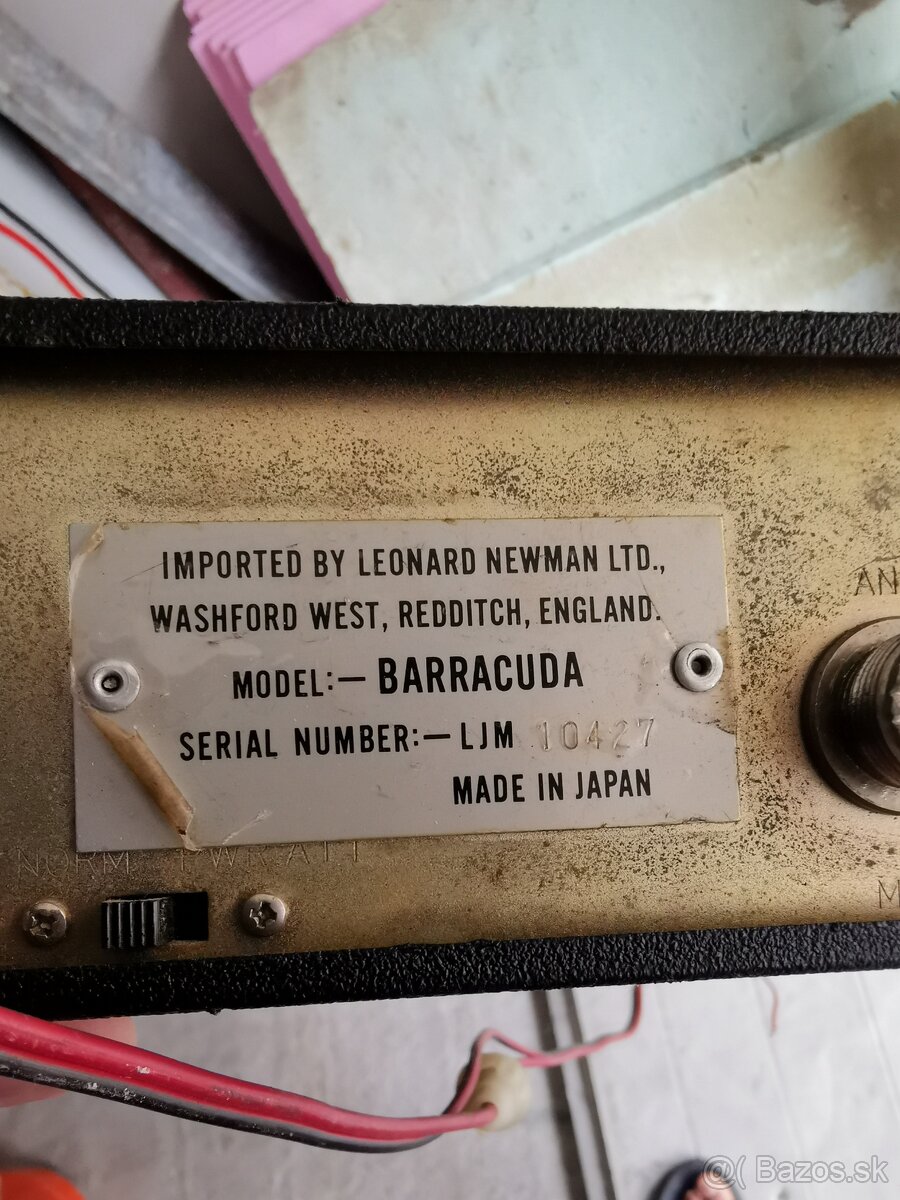 IMPORTED BY LEONARD NEWMAN LTD.,
WASHFORD WEST, REDDITCH, ENGLAND.
MODEL:— BARRACUDA
SERIAL NUMBER:— LJM 10427
MADE IN JAPAN
AN
NORM PWR ATT
M
@( Bazos.sk